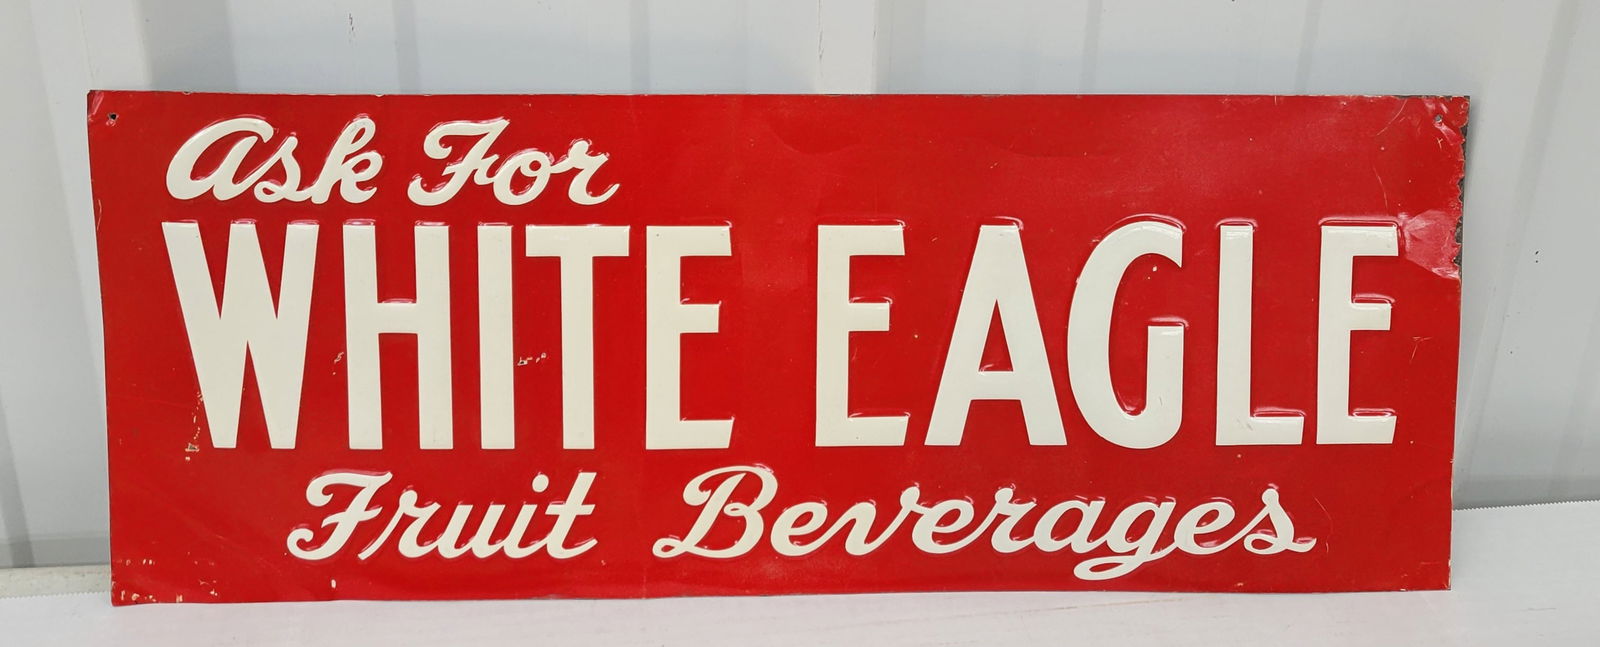 Ask For
WHITE EAGLE
Fruit Beverages